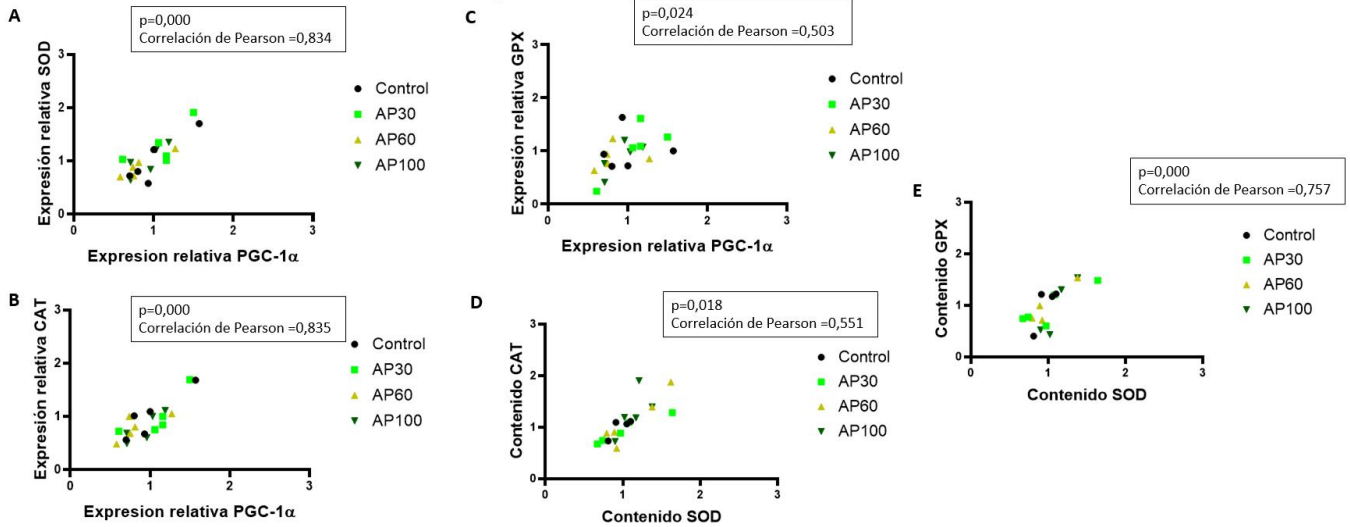 A
p=0,000
Correlación de Pearson =0,834
Expresión relativa SOD
3
2
1
0
0
1
2
3
Expresion relativa PGC-1α
Control
AP30
AP60
AP100
B
p=0,000
Correlación de Pearson =0,835
Expresión relativa CAT
3
2
1
0
0
1
2
3
Expresion relativa PGC-1α
Control
AP30
AP60
AP100
C
p=0,024
Correlación de Pearson =0,503
Expresión relativa GPX
3
2
1
0
0
1
2
3
Expresion relativa PGC-1α
Control
AP30
AP60
AP100
D
p=0,018
Correlación de Pearson =0,551
Contenido CAT
3
2
1
0
0
1
2
3
Contenido SOD
Control
AP30
AP60
AP100
E
p=0,000
Correlación de Pearson =0,757
Contenido GPX
3
2
1
0
0
1
2
3
Contenido SOD
Control
AP30
AP60
AP100